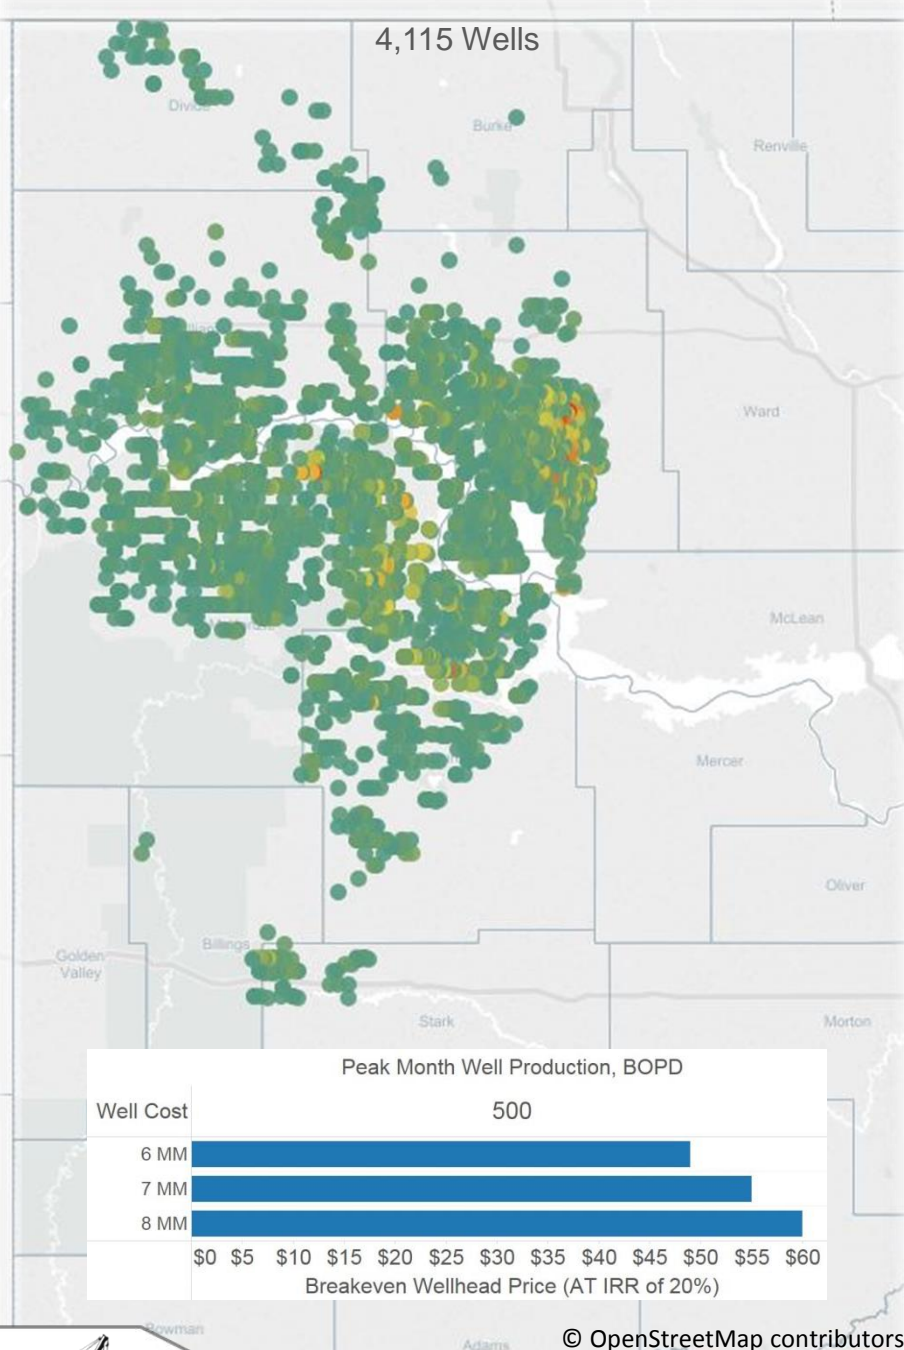 4,115 Wells
Divide
Burke
Renville
Ward
McLean
Mercer
Oliver
Billings
Golden
Valley
Stark
Morton
Peak Month Well Production, BOPD
Well Cost
500
6 MM
7 MM
8 MM
$0 $5 $10 $15 $20 $25 $30 $35 $40 $45 $50 $55 $60
Breakeven Wellhead Price (AT IRR of 20%)
Bowman
Adams
© OpenStreetMap contributors